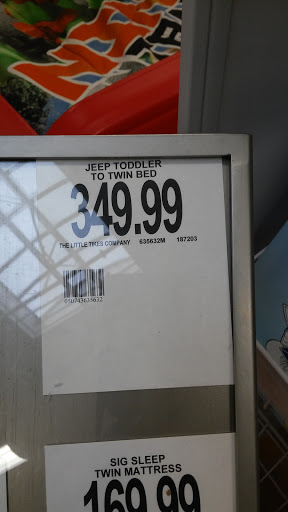 JEEP TODDLER
TO TWIN BED
349.99
THE LITTLE TIKES COMPANY 635632M 187203
050743635632
SIG SLEEP
TWIN MATTRESS
169.99